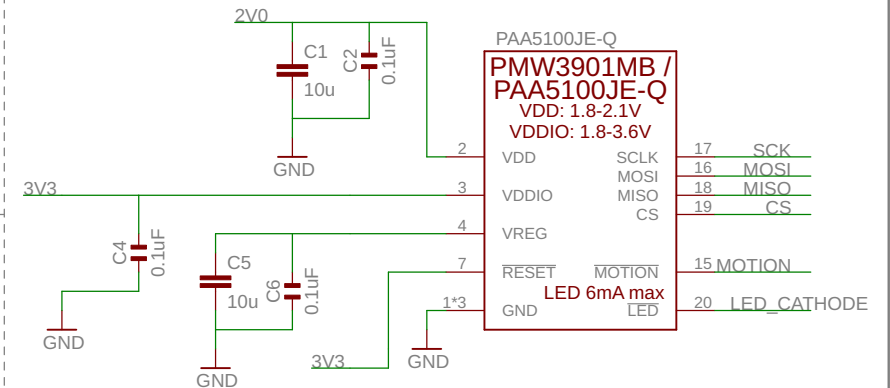 2V0
C1
10u
C2
0.1uF
GND
PAA5100JE-Q
PMW3901MB /
PAA5100JE-Q
VDD: 1.8-2.1V
VDDIO: 1.8-3.6V
2
VDD
SCLK
17
SCK
MOSI
16
MOSI
3V3
3
VDDIO
MISO
18
MISO
CS
19
CS
4
VREG
C4
0.1uF
C5
10u
C6
0.1uF
7
RESET
MOTION
15
MOTION
LED 6mA max
1*3
GND
LED
20
LED_CATHODE
GND
3V3
GND
GND